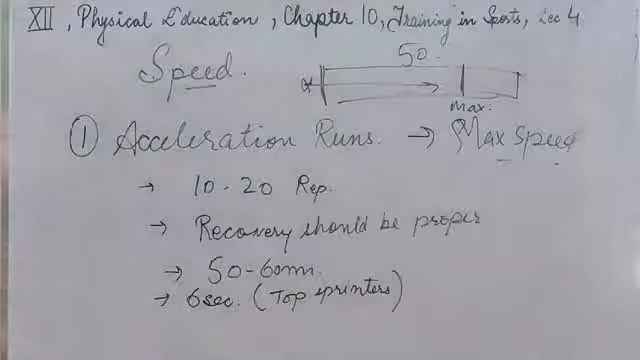 XII, Physical Education, Chapter 10, Training in Sports, Lec 4
50.
Speed.
Max.
① Acceleration Runs. → Max Speed
→ 10-20 Rep.
→ Recovery should be proper
→ 50-60m.
→ 6sec. (Top sprinters)